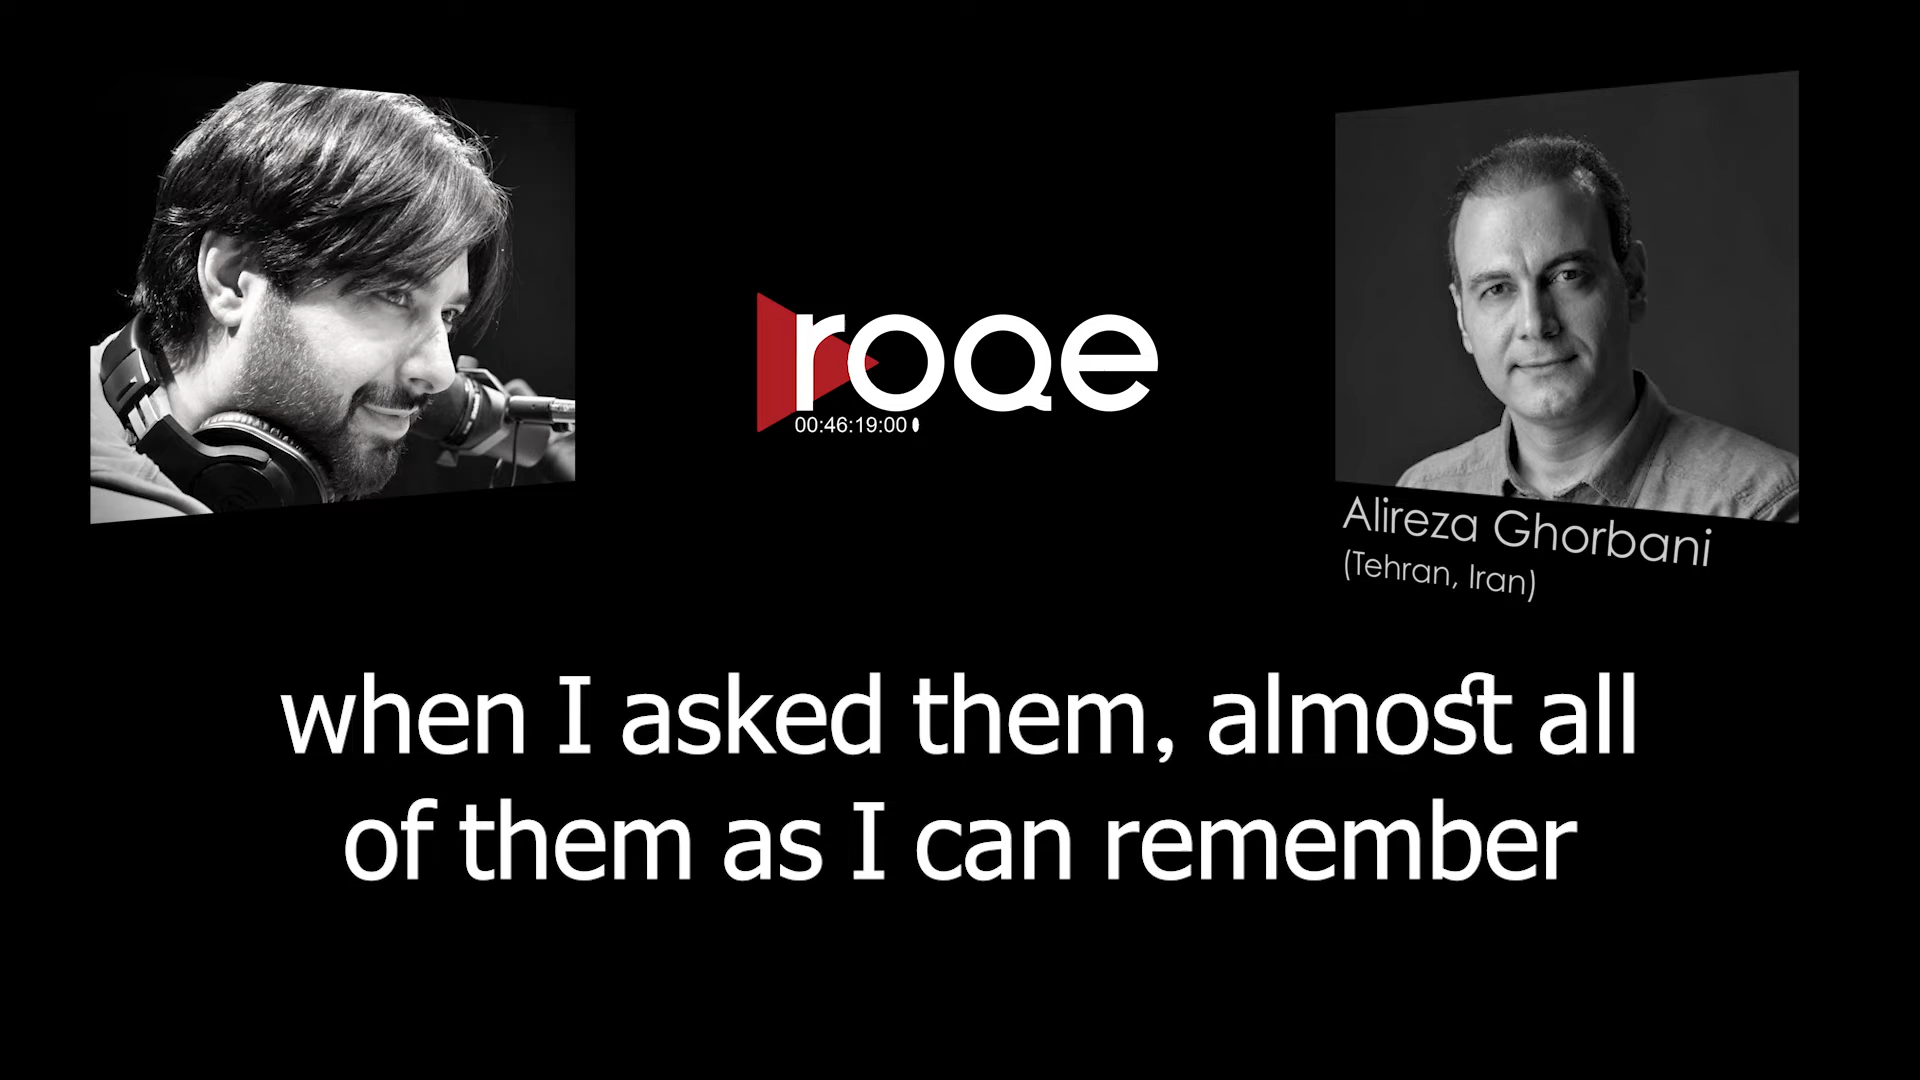 roqe
00:46:19:00
Alireza Ghorbani
(Tehran, Iran)
when I asked them, almost all
of them as I can remember